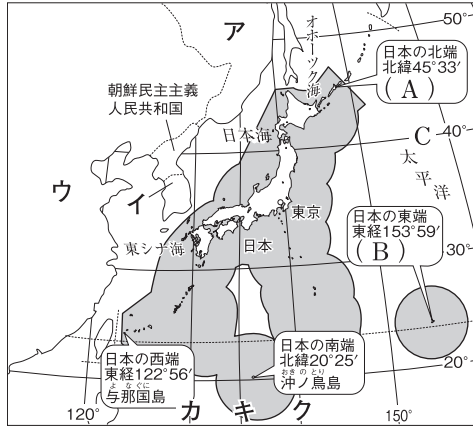 ア
50°
オホーツク海
日本の北端
北緯45°33′
(A)
朝鮮民主主義
人民共和国
日本海
40°
C
太平洋
ウ
イ
東シナ海
日本
東京
日本の東端
東経153°59′
(B)
30°
日本の西端
東経122°56′
よなぐに
与那国島
日本の南端
北緯20°25′
おきのとり
沖ノ鳥島
20°
120°
カ
キ
ク
150°